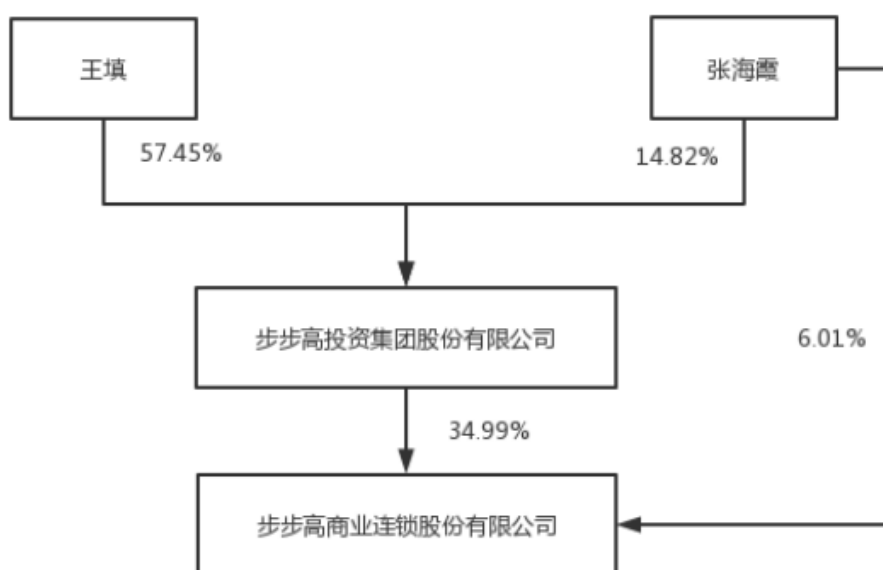 王填
张海霞
57.45%
14.82%
步步高投资集团股份有限公司
6.01%
34.99%
步步高商业连锁股份有限公司